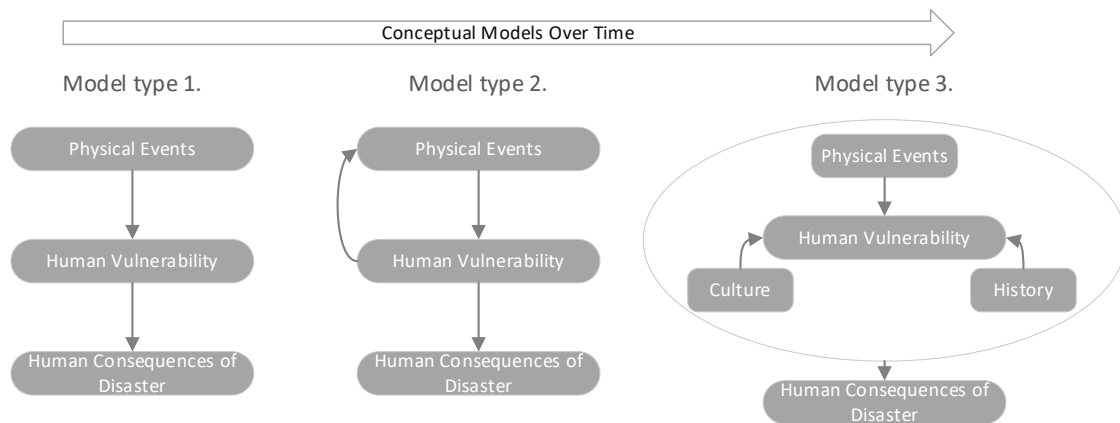 Conceptual Models Over Time
Model type 1.
Model type 2.
Model type 3.
Physical Events
Human Vulnerability
Human Consequences of
Disaster
Physical Events
Human Vulnerability
Human Consequences of
Disaster
Physical Events
Human Vulnerability
Culture
History
Human Consequences of
Disaster